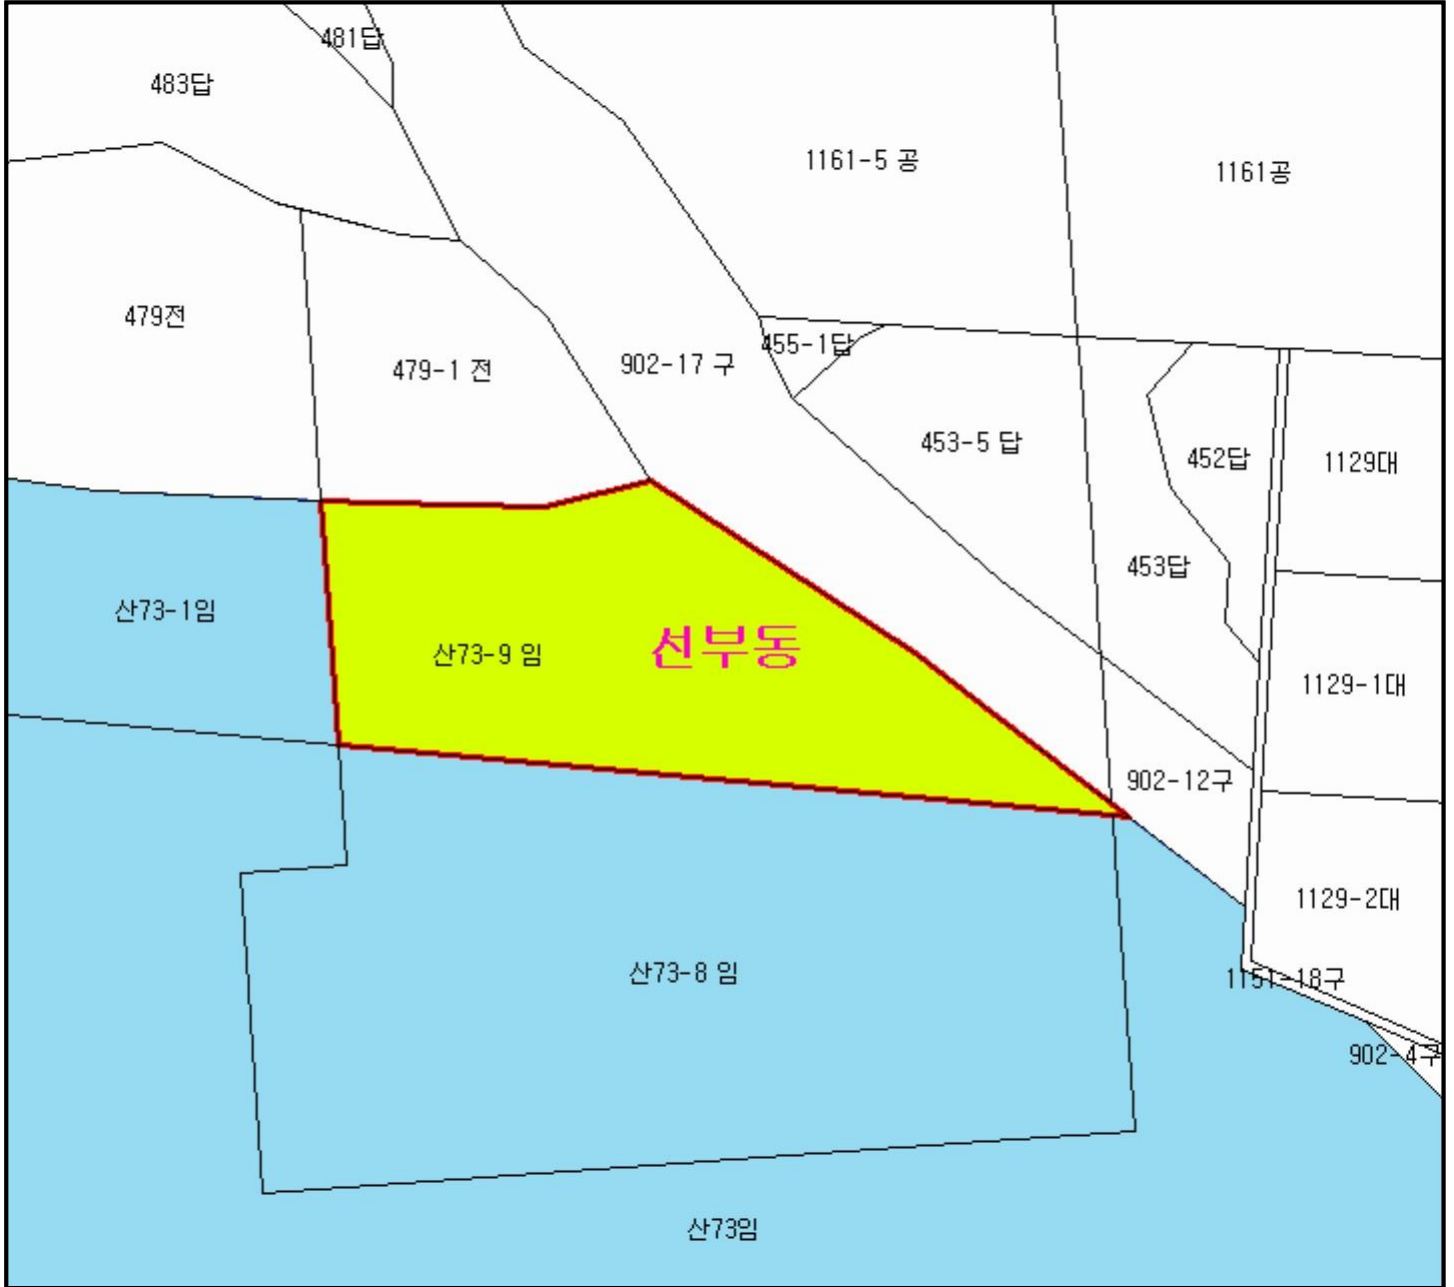 481답
483답
1161-5 공
1161공
479전
455-1답
902-17 구
479-1 전
453-5 답
452답
1129대
453답
산73-1임
산73-9 임
선부동
1129-1대
902-12구
1129-2대
산73-8 임
1151-18구
902-4구
산73임